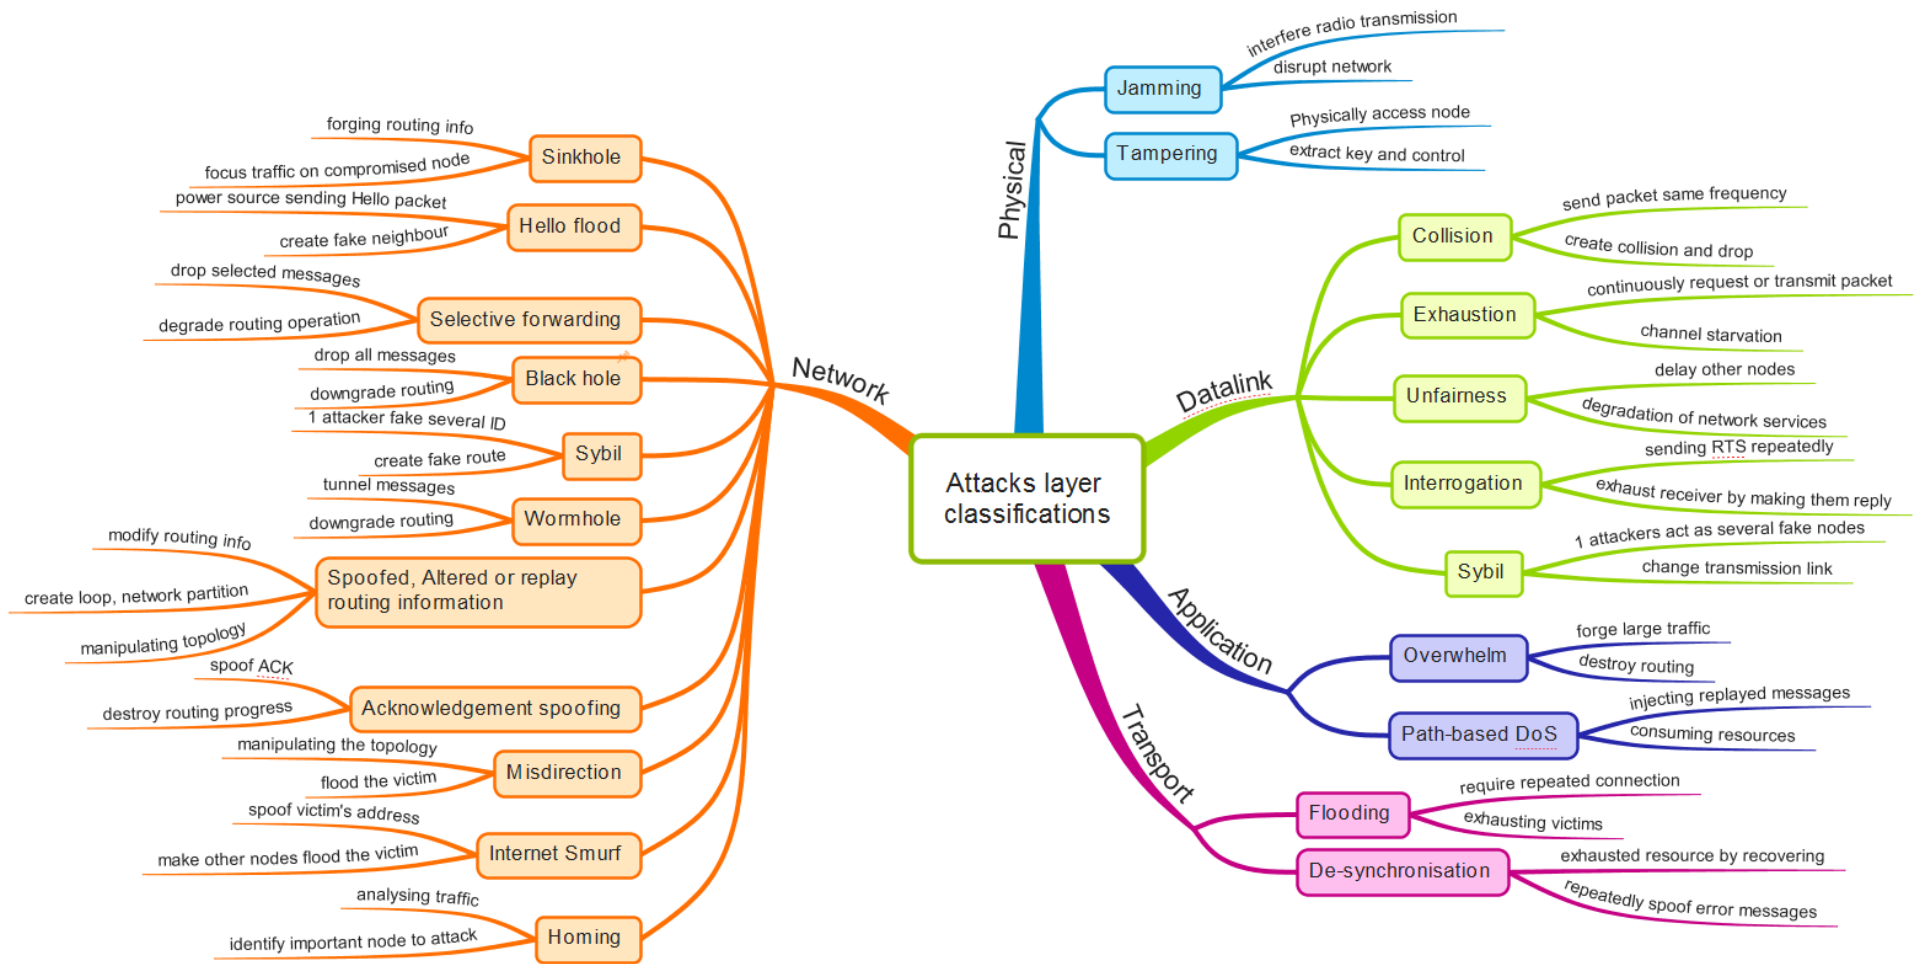 Attacks layer
classifications
Physical
Jamming
interfere radio transmission
disrupt network
Tampering
Physically access node
extract key and control
Datalink
Collision
send packet same frequency
create collision and drop
Exhaustion
continuously request or transmit packet
channel starvation
Unfairness
delay other nodes
degradation of network services
Interrogation
sending RTS repeatedly
exhaust receiver by making them reply
Sybil
1 attackers act as several fake nodes
change transmission link
Application
Overwhelm
forge large traffic
destroy routing
Path-based DoS
injecting replayed messages
consuming resources
Transport
Flooding
require repeated connection
exhausting victims
De-synchronisation
exhausted resource by recovering
repeatedly spoof error messages
Network
Sinkhole
forging routing info
focus traffic on compromised node
Hello flood
power source sending Hello packet
create fake neighbour
Selective forwarding
drop selected messages
degrade routing operation
Black hole
drop all messages
downgrade routing
Sybil
1 attacker fake several ID
create fake route
Wormhole
tunnel messages
downgrade routing
Spoofed, Altered or replay
routing information
modify routing info
create loop, network partition
manipulating topology
Acknowledgement spoofing
spoof ACK
destroy routing progress
Misdirection
manipulating the topology
flood the victim
Internet Smurf
spoof victim's address
make other nodes flood the victim
Homing
analysing traffic
identify important node to attack